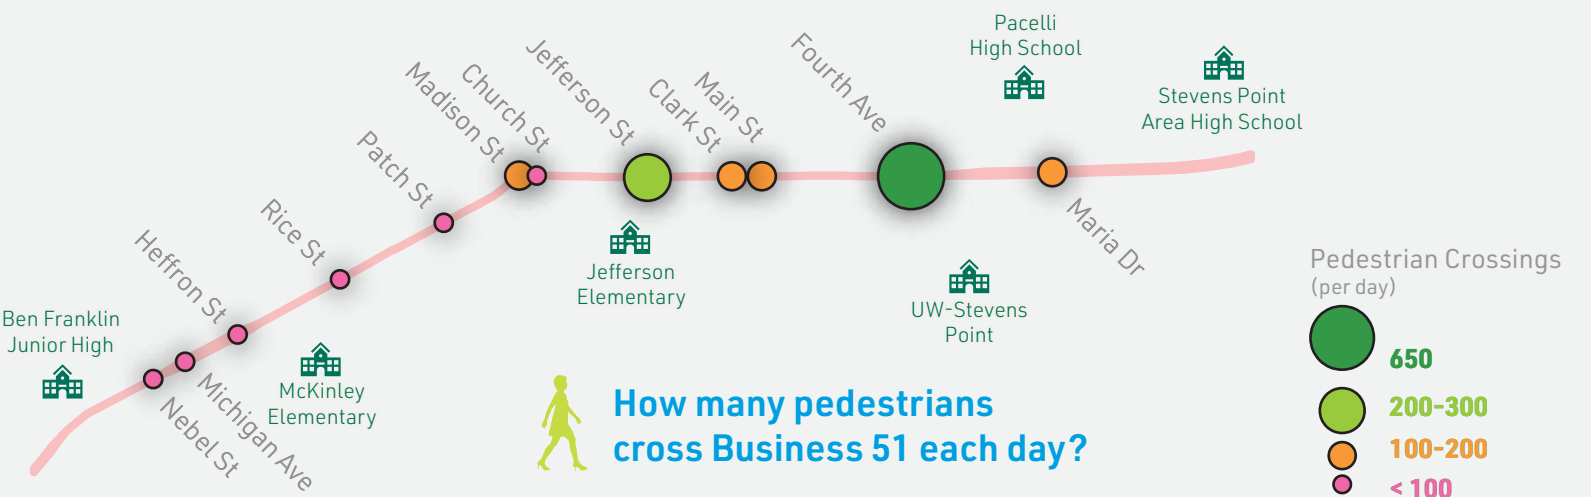 Pacelli
High School
Stevens Point
Area High School
Fourth Ave
Main St
Clark St
Jefferson St
Church St
Madison St
Patch St
Rice St
Heffron St
Ben Franklin
Junior High
Nebel St
Michigan Ave
McKinley
Elementary
Jefferson
Elementary
UW-Stevens
Point
Maria Dr
How many pedestrians
cross Business 51 each day?
Pedestrian Crossings
(per day)
650
200-300
100-200
< 100